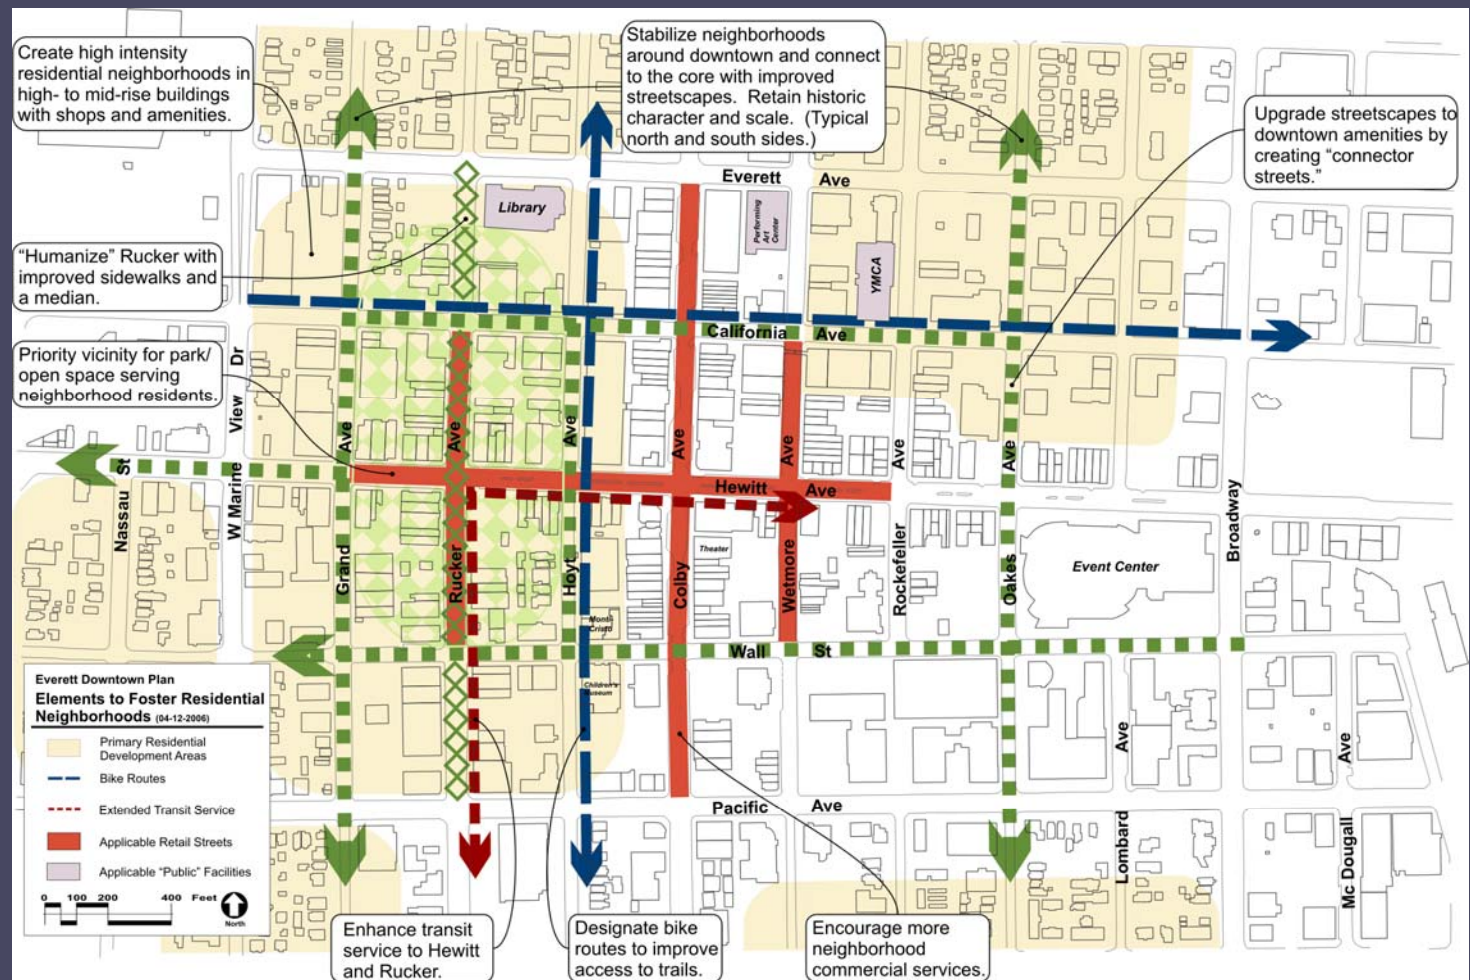 Create high intensity
residential neighborhoods in
high- to mid-rise buildings
with shops and amenities.
Stabilize neighborhoods
around downtown and connect
to the core with improved
streetscapes. Retain historic
character and scale. (Typical
north and south sides.)
Upgrade streetscapes to
downtown amenities by
creating “connector
streets.”
“Humanize” Rucker with
improved sidewalks and
a median.
Priority vicinity for park/
open space serving
neighborhood residents.
Everett Ave
Library
Performing
Art
Center
YMCA
California Ave
W Marine View Dr
Nassau St
Grand Ave
Rucker Ave
Hoyt Ave
Colby Ave
Wetmore Ave
Rockefeller Ave
Oakes Ave
Broadway
Hewitt Ave
Theater
Event Center
Monte
Cristo
Wall St
Children's
Museum
Pacific Ave
Lombard Ave
Mc Dougall Ave
Everett Downtown Plan
Elements to Foster Residential
Neighborhoods (04-12-2006)
Primary Residential
Development Areas
Bike Routes
Extended Transit Service
Applicable Retail Streets
Applicable “Public” Facilities
0 100 200 400 Feet
North
Enhance transit
service to Hewitt
and Rucker.
Designate bike
routes to improve
access to trails.
Encourage more
neighborhood
commercial services.